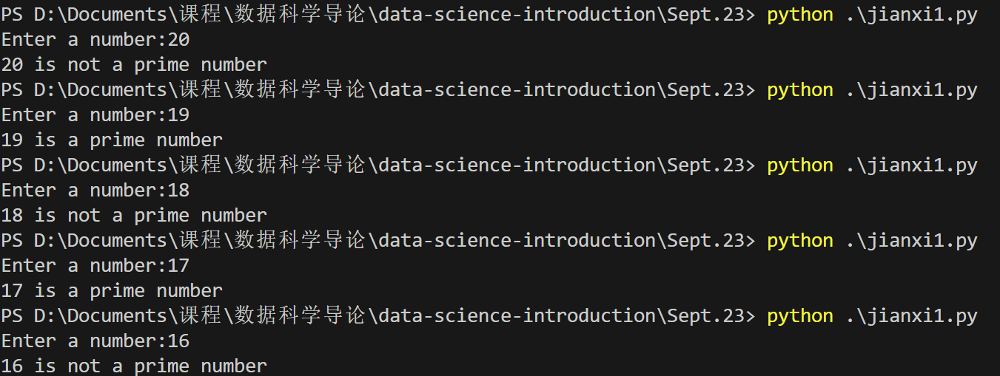 PS D:\Documents\课程\数据科学导论\data-science-introduction\Sept.23> python .\jianxi1.py
Enter a number:20
20 is not a prime number
PS D:\Documents\课程\数据科学导论\data-science-introduction\Sept.23> python .\jianxi1.py
Enter a number:19
19 is a prime number
PS D:\Documents\课程\数据科学导论\data-science-introduction\Sept.23> python .\jianxi1.py
Enter a number:18
18 is not a prime number
PS D:\Documents\课程\数据科学导论\data-science-introduction\Sept.23> python .\jianxi1.py
Enter a number:17
17 is a prime number
PS D:\Documents\课程\数据科学导论\data-science-introduction\Sept.23> python .\jianxi1.py
Enter a number:16
16 is not a prime number